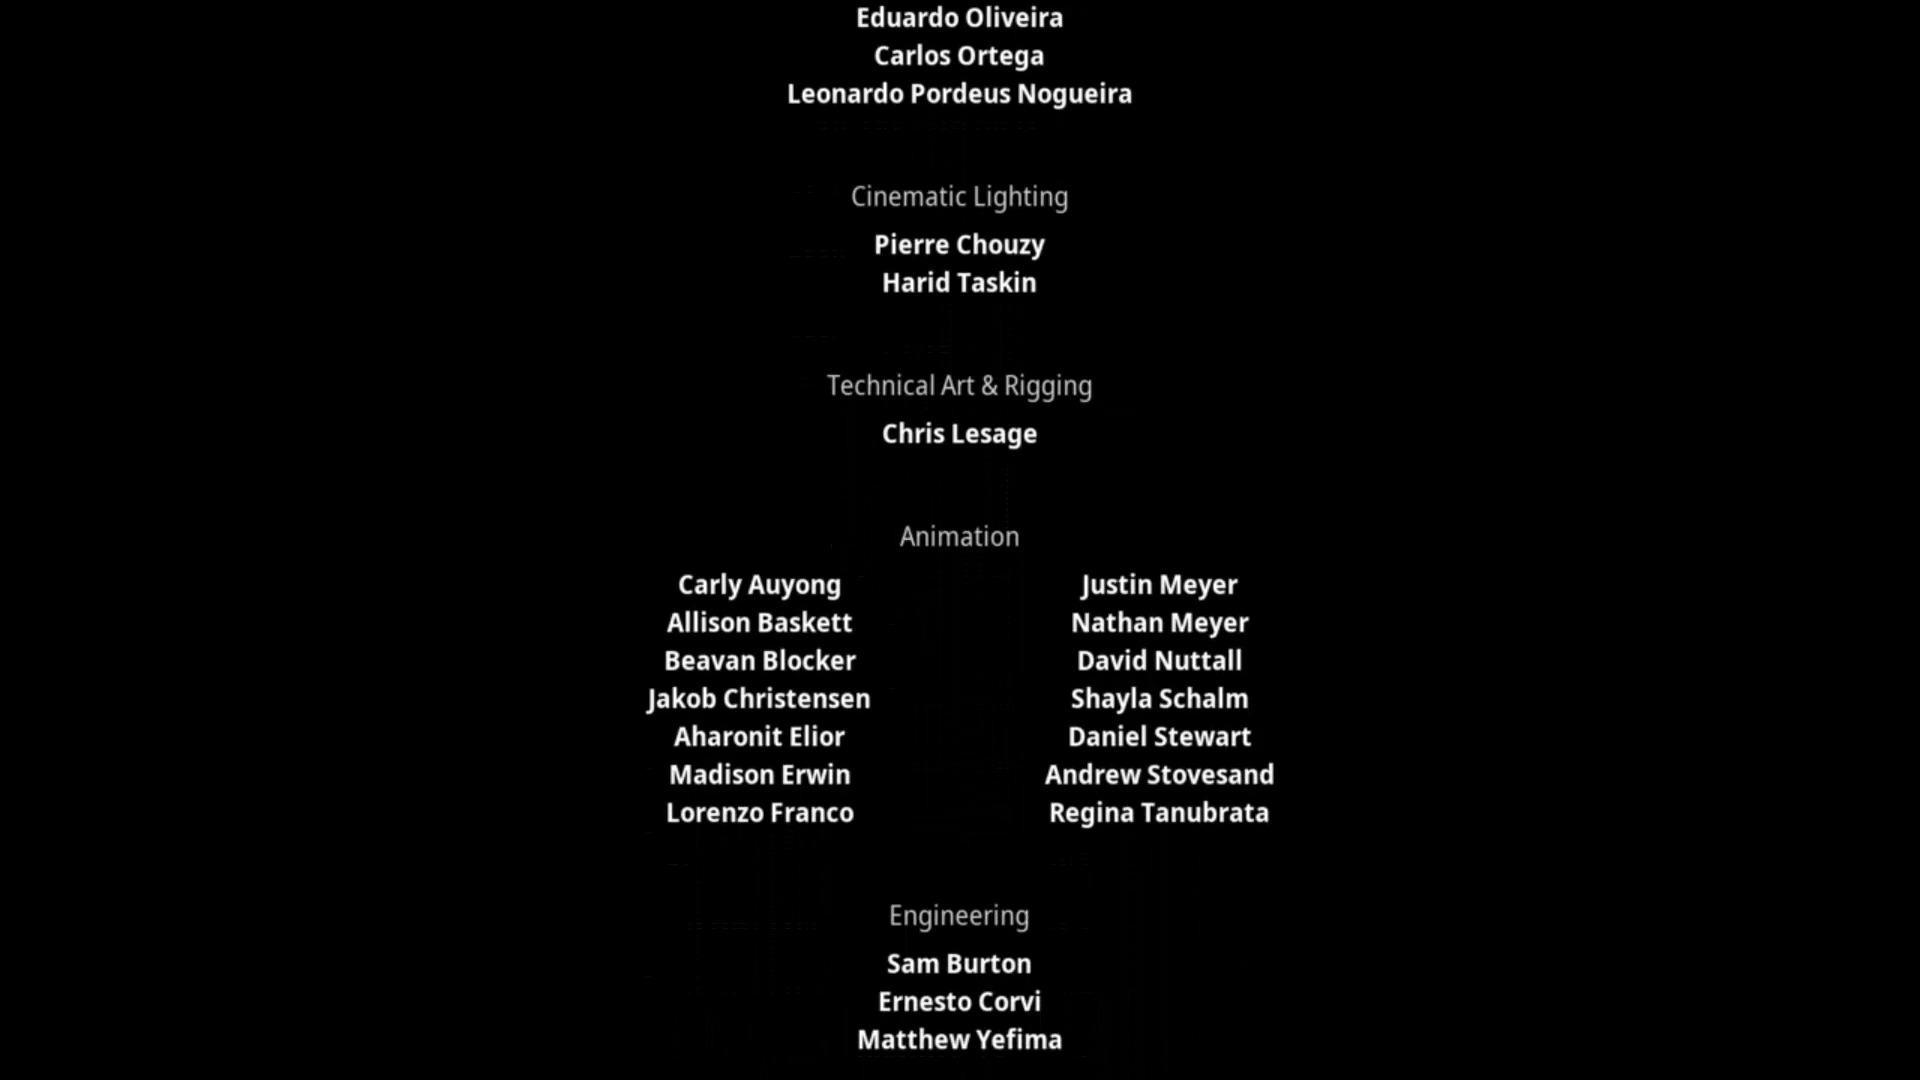 Eduardo Oliveira
Carlos Ortega
Leonardo Pordeus Nogueira
Cinematic Lighting
Pierre Chouzy
Harid Taskin
Technical Art & Rigging
Chris Lesage
Animation
Carly Auyong
Allison Baskett
Beavan Blocker
Jakob Christensen
Aharonit Elior
Madison Erwin
Lorenzo Franco
Justin Meyer
Nathan Meyer
David Nuttall
Shayla Schalm
Daniel Stewart
Andrew Stovesand
Regina Tanubrata
Engineering
Sam Burton
Ernesto Corvi
Matthew Yefima